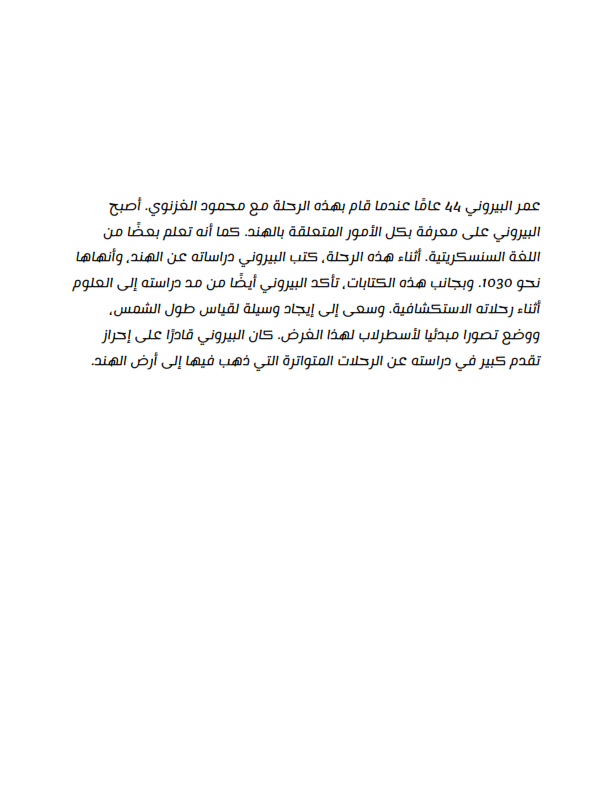 عمر البيروني 44 عامًا عندما قام بهذه الرحلة مع محمود الغزنوي. أصبح
البيروني على معرفة بكل الأمور المتعلقة بالهند. كما أنه تعلم بعضًا من
اللغة السنسكريتية. أثناء هذه الرحلة، كتب البيروني دراساته عن الهند، وأنهاها
نحو 1030. وبجانب هذه الكتابات، تأكد البيروني أيضًا من مد دراسته إلى العلوم
أثناء رحلاته الاستكشافية. وسعى إلى إيجاد وسيلة لقياس طول الشمس،
ووضع تصورا مبدئيا لأسطرلاب لهذا الغرض. كان البيروني قادرًا على إحراز
تقدم كبير في دراسته عن الرحلات المتواترة التي ذهب فيها إلى أرض الهند.